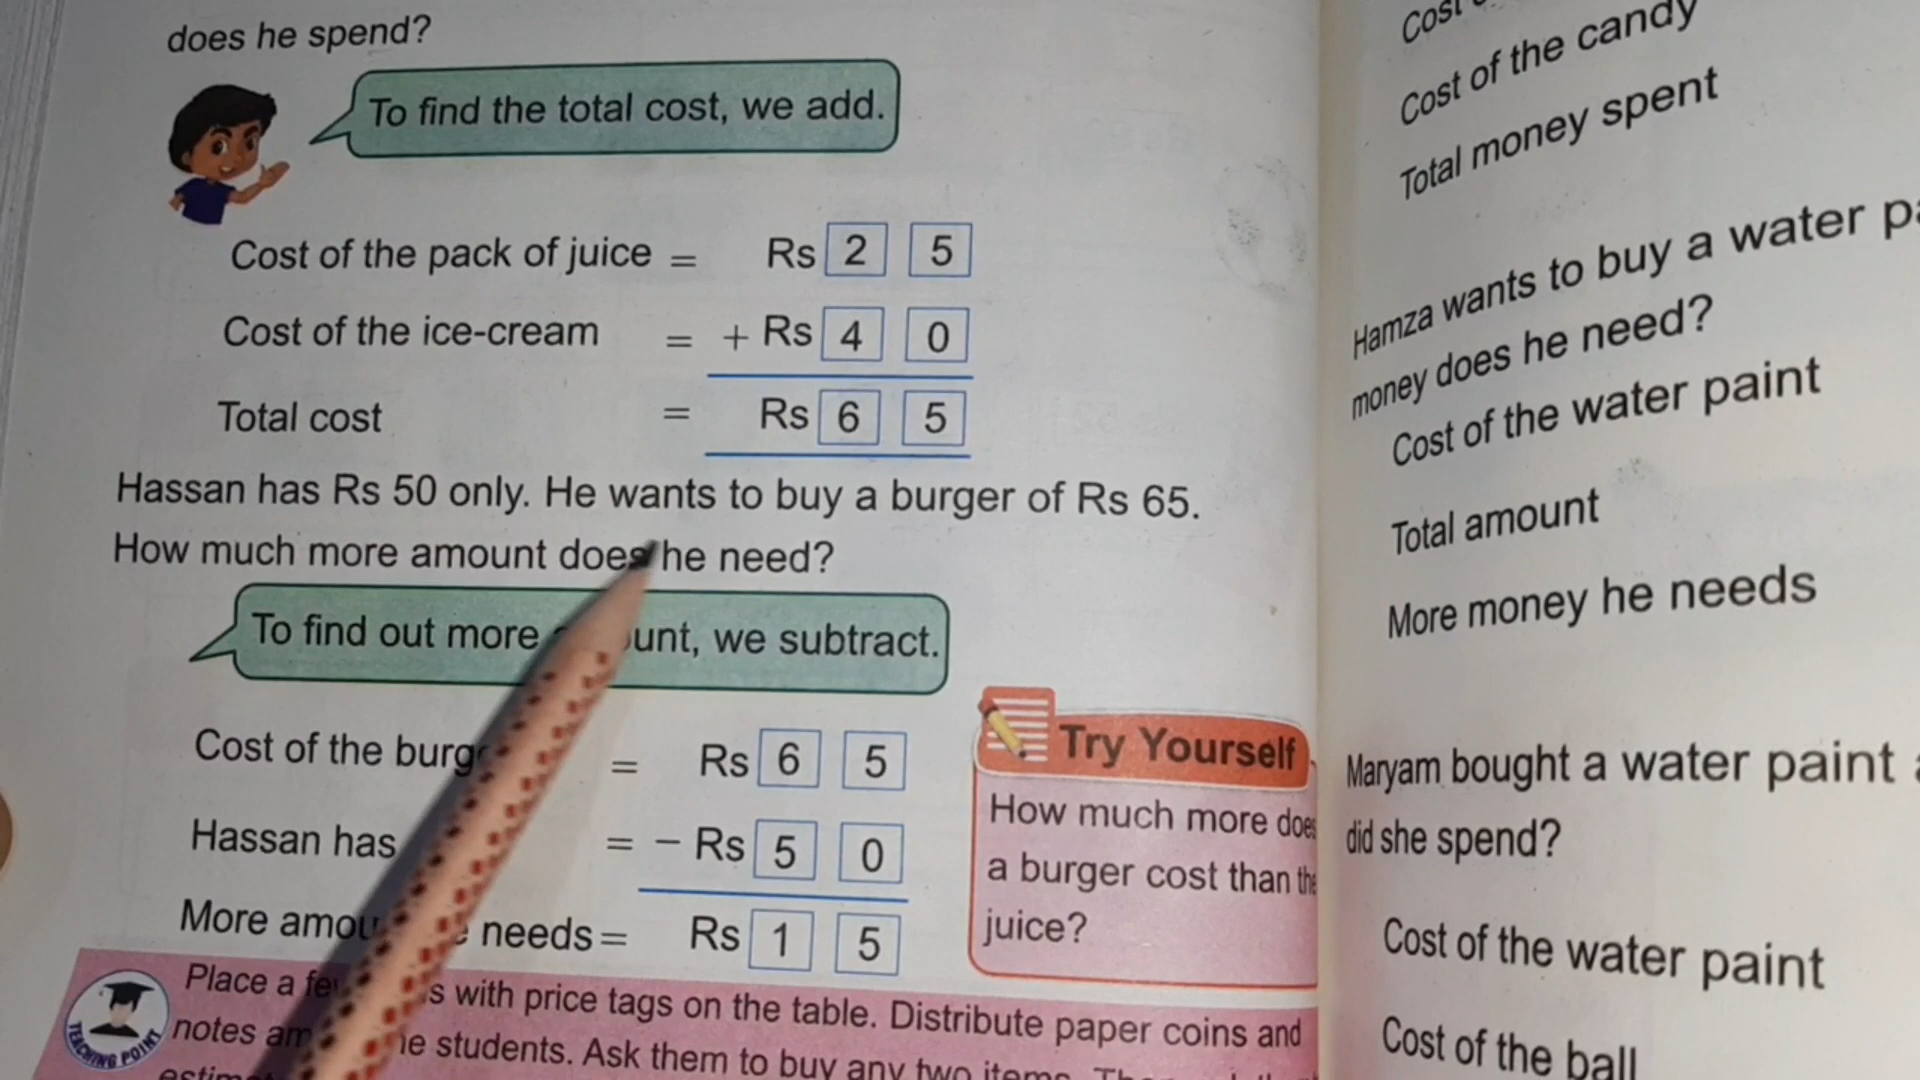 does he spend?
To find the total cost, we add.
Cost of the pack of juice = Rs 2 5
Cost of the ice-cream = + Rs 4 0
Total cost = Rs 6 5
Hassan has Rs 50 only. He wants to buy a burger of Rs 65.
How much more amount does he need?
To find out more, we subtract.
Cost of the = Rs 6 5
Hassan has = − Rs 5 0
More needs = Rs 1 5
Try Yourself
How much more does
a burger cost than the
juice?
TEACHING POINT
Place a with price tags on the table. Distribute paper coins and
notes students. Ask them to buy any two items.
Cost
Cost of the candy
Total money spent
Hamza wants to buy a water
money does he need?
Cost of the water paint
Total amount
More money he needs
Maryam bought a water paint
did she spend?
Cost of the water paint
Cost of the ball